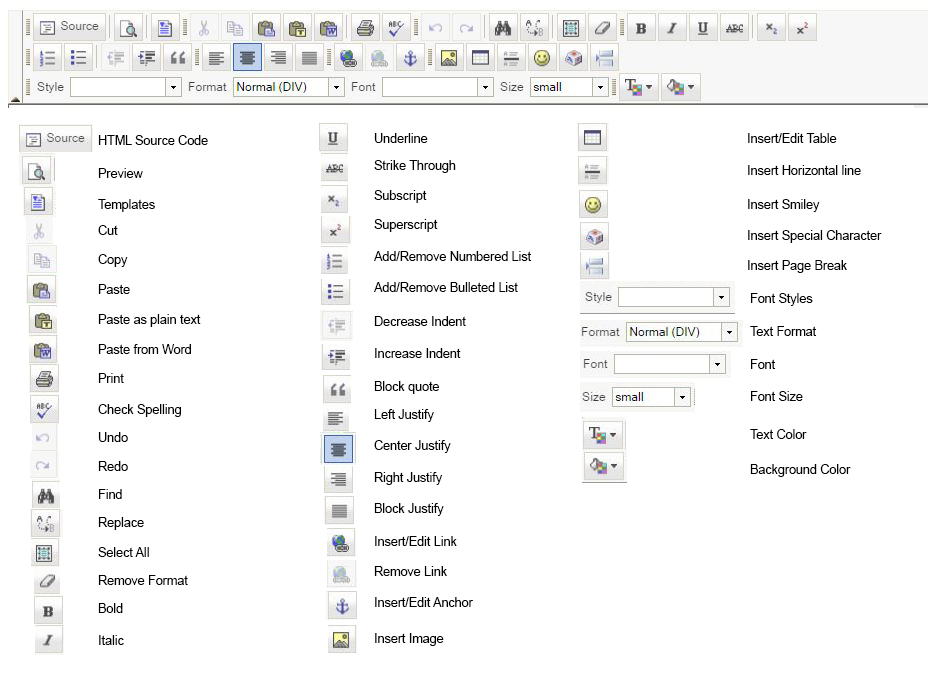 Source
ABC
B I U ABC x2 x2
Style Format Normal (DIV) Font Size small
Source HTML Source Code
Preview
Templates
Cut
Copy
Paste
Paste as plain text
Paste from Word
Print
ABC Check Spelling
Undo
Redo
Find
Replace
Select All
Remove Format
B Bold
I Italic
U Underline
ABC Strike Through
x2 Subscript
x2 Superscript
Add/Remove Numbered List
Add/Remove Bulleted List
Decrease Indent
Increase Indent
Block quote
Left Justify
Center Justify
Right Justify
Block Justify
Insert/Edit Link
Remove Link
Insert/Edit Anchor
Insert Image
Insert/Edit Table
Insert Horizontal line
Insert Smiley
Insert Special Character
Insert Page Break
Style Font Styles
Format Normal (DIV) Text Format
Font Font
Size small Font Size
T Text Color
Background Color